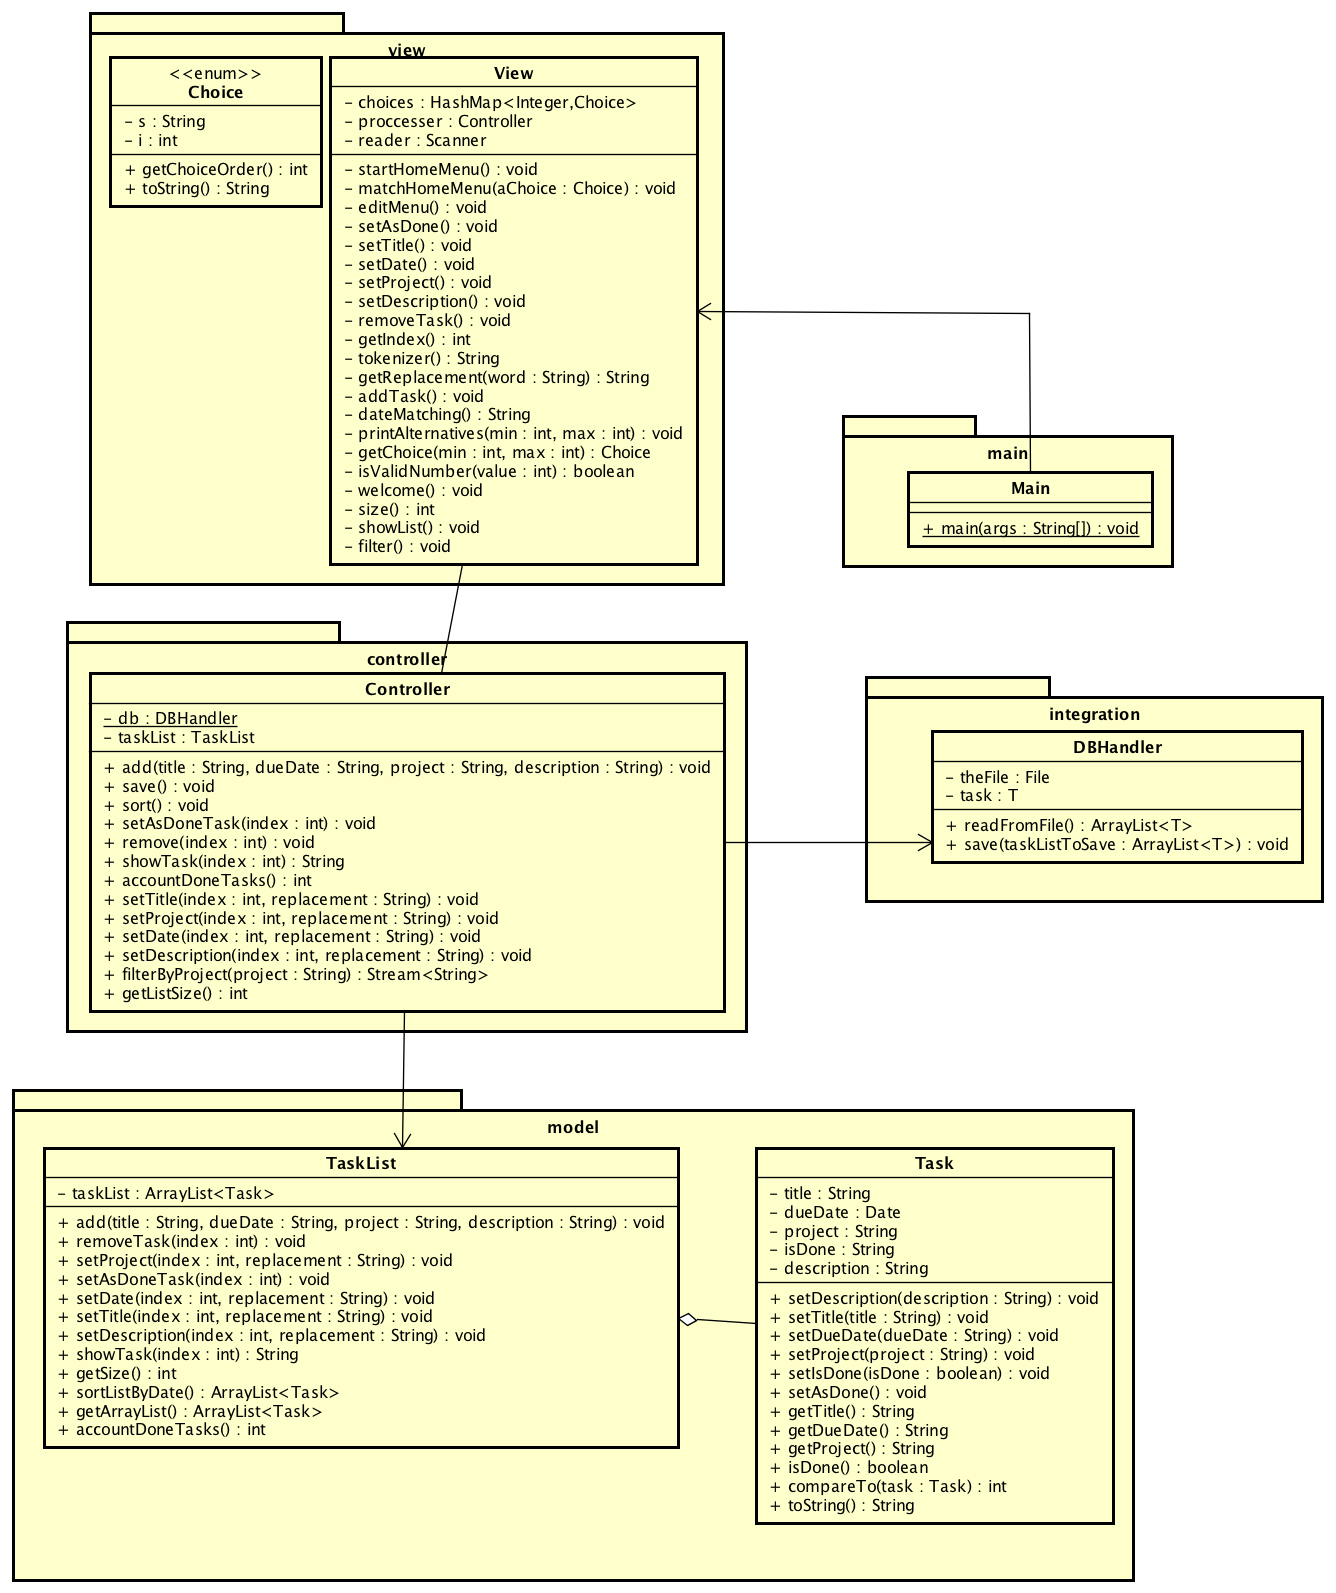 view
<<enum>>
Choice
– s : String
– i : int
+ getChoiceOrder() : int
+ toString() : String
View
– choices : HashMap<Integer,Choice>
– proccesser : Controller
– reader : Scanner
– startHomeMenu() : void
– matchHomeMenu(aChoice : Choice) : void
– editMenu() : void
– setAsDone() : void
– setTitle() : void
– setDate() : void
– setProject() : void
– setDescription() : void
– removeTask() : void
– getIndex() : int
– tokenizer() : String
– getReplacement(word : String) : String
– addTask() : void
– dateMatching() : String
– printAlternatives(min : int, max : int) : void
– getChoice(min : int, max : int) : Choice
– isValidNumber(value : int) : boolean
– welcome() : void
– size() : int
– showList() : void
– filter() : void
main
Main
+ main(args : String[]) : void
controller
Controller
– db : DBHandler
– taskList : TaskList
+ add(title : String, dueDate : String, project : String, description : String) : void
+ save() : void
+ sort() : void
+ setAsDoneTask(index : int) : void
+ remove(index : int) : void
+ showTask(index : int) : String
+ accountDoneTasks() : int
+ setTitle(index : int, replacement : String) : void
+ setProject(index : int, replacement : String) : void
+ setDate(index : int, replacement : String) : void
+ setDescription(index : int, replacement : String) : void
+ filterByProject(project : String) : Stream<String>
+ getListSize() : int
integration
DBHandler
– theFile : File
– task : T
+ readFromFile() : ArrayList<T>
+ save(taskListToSave : ArrayList<T>) : void
model
TaskList
– taskList : ArrayList<Task>
+ add(title : String, dueDate : String, project : String, description : String) : void
+ removeTask(index : int) : void
+ setProject(index : int, replacement : String) : void
+ setAsDoneTask(index : int) : void
+ setDate(index : int, replacement : String) : void
+ setTitle(index : int, replacement : String) : void
+ setDescription(index : int, replacement : String) : void
+ showTask(index : int) : String
+ getSize() : int
+ sortListByDate() : ArrayList<Task>
+ getArrayList() : ArrayList<Task>
+ accountDoneTasks() : int
Task
– title : String
– dueDate : Date
– project : String
– isDone : String
– description : String
+ setDescription(description : String) : void
+ setTitle(title : String) : void
+ setDueDate(dueDate : String) : void
+ setProject(project : String) : void
+ setIsDone(isDone : boolean) : void
+ setAsDone() : void
+ getTitle() : String
+ getDueDate() : String
+ getProject() : String
+ isDone() : boolean
+ compareTo(task : Task) : int
+ toString() : String